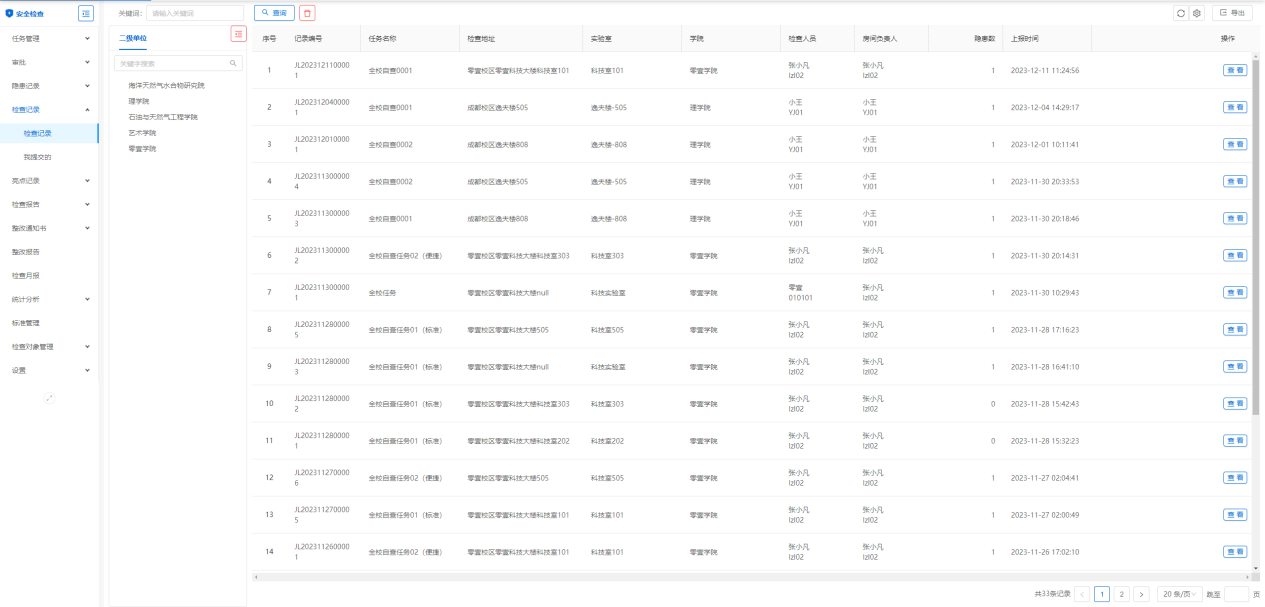 安全检查
任务管理
审批
隐患记录
检查记录
检查记录
我提交的
亮点记录
检查报告
整改通知书
整改报告
检查月报
统计分析
标准管理
检查对象管理
设置
关键词: 请输入关键词
查询
导出
二级单位
关键字搜索
海洋天然气水合物研究院
理学院
石油与天然气工程学院
艺术学院
零壹学院
序号 记录编号 任务名称 检查地址 实验室 学院 检查人员 房间负责人 隐患数 上报时间 操作
1 JL2023121100001 全校自查0001 零壹校区零壹科技大楼科技室101 科技室101 零壹学院 张小凡 lzl02 张小凡 lzl02 1 2023-12-11 11:24:56 查 看
2 JL2023120400001 全校自查0001 成都校区逸夫楼505 逸夫楼-505 理学院 小王 YJ01 小王 YJ01 1 2023-12-04 14:29:17 查 看
3 JL2023120100001 全校自查0002 成都校区逸夫楼808 逸夫楼-808 理学院 小王 YJ01 小王 YJ01 1 2023-12-01 10:11:41 查 看
4 JL2023113000004 全校自查0002 成都校区逸夫楼505 逸夫楼-505 理学院 小王 YJ01 小王 YJ01 1 2023-11-30 20:33:53 查 看
5 JL2023113000003 全校自查0001 成都校区逸夫楼808 逸夫楼-808 理学院 小王 YJ01 小王 YJ01 1 2023-11-30 20:18:46 查 看
6 JL2023113000002 全校自查任务02（便捷） 零壹校区零壹科技大楼科技室303 科技室303 零壹学院 张小凡 lzl02 张小凡 lzl02 1 2023-11-30 20:14:31 查 看
7 JL2023113000001 全校任务 零壹校区零壹科技大楼null 科技实验室 零壹学院 零壹 010101 张小凡 lzl02 1 2023-11-30 10:29:43 查 看
8 JL2023112800005 全校自查任务01（标准） 零壹校区零壹科技大楼505 科技室505 零壹学院 张小凡 lzl02 张小凡 lzl02 1 2023-11-28 17:16:23 查 看
9 JL2023112800003 全校自查任务01（标准） 零壹校区零壹科技大楼null 科技实验室 零壹学院 张小凡 lzl02 张小凡 lzl02 1 2023-11-28 16:41:10 查 看
10 JL2023112800002 全校自查任务01（标准） 零壹校区零壹科技大楼科技室303 科技室303 零壹学院 张小凡 lzl02 张小凡 lzl02 0 2023-11-28 15:42:43 查 看
11 JL2023112800001 全校自查任务01（标准） 零壹校区零壹科技大楼科技室202 科技室202 零壹学院 张小凡 lzl02 张小凡 lzl02 0 2023-11-28 15:32:23 查 看
12 JL2023112700006 全校自查任务02（便捷） 零壹校区零壹科技大楼505 科技室505 零壹学院 张小凡 lzl02 张小凡 lzl02 1 2023-11-27 02:04:41 查 看
13 JL2023112700005 全校自查任务01（标准） 零壹校区零壹科技大楼科技室101 科技室101 零壹学院 张小凡 lzl02 张小凡 lzl02 1 2023-11-27 02:00:49 查 看
14 JL2023112600001 全校自查任务02（便捷） 零壹校区零壹科技大楼科技室101 科技室101 零壹学院 张小凡 lzl02 张小凡 lzl02 1 2023-11-26 17:02:10 查 看
共33条记录 < 1 2 > 20 条/页 跳至 页